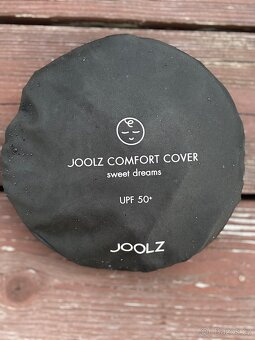 JOOLZ COMFORT COVER
sweet dreams
UPF 50+
JOOLZ